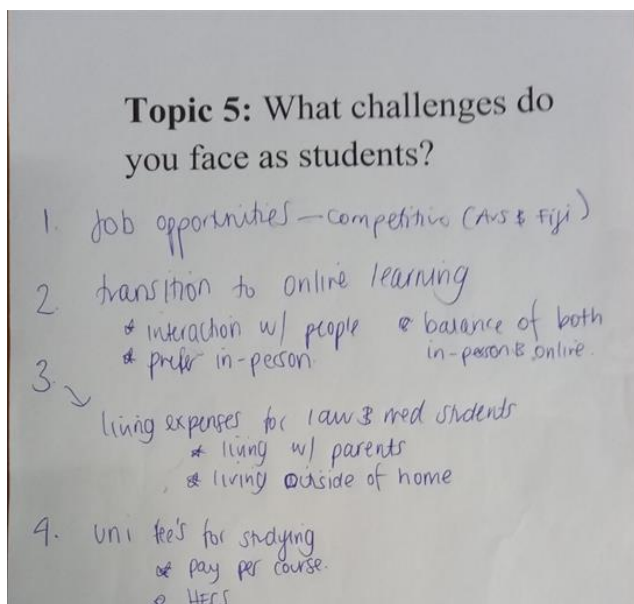 Topic 5: What challenges do
you face as students?
1. Job opportunities – competitive (Aus & Fiji)
2. transition to online learning
* interaction w/ people * balance of both
* prefer in-person. in-person & online.
3. ↘
living expenses for law & med students
* living w/ parents
* living outside of home
4. uni fee's for studying
* pay per course.
* HECS